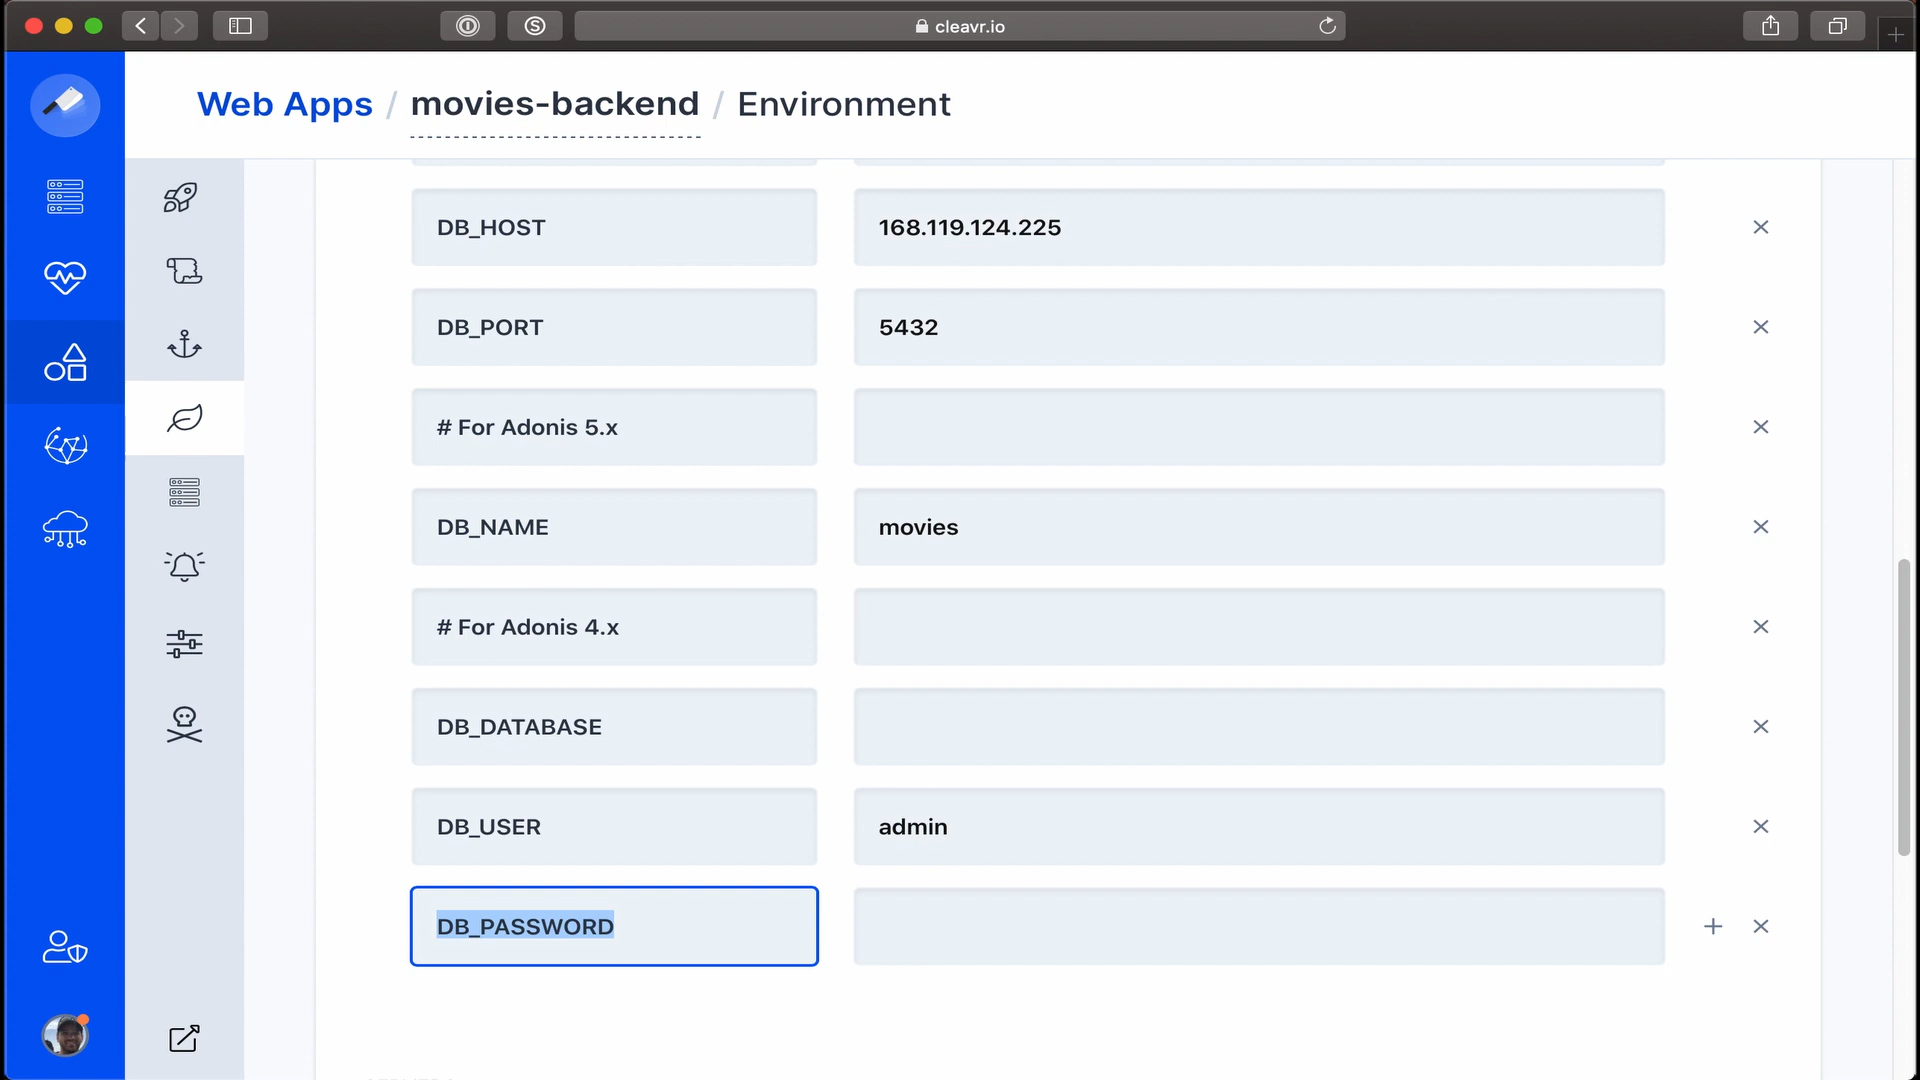 cleavr.io
Web Apps / movies-backend / Environment
DB_HOST 168.119.124.225
DB_PORT 5432
# For Adonis 5.x
DB_NAME movies
# For Adonis 4.x
DB_DATABASE
DB_USER admin
DB_PASSWORD